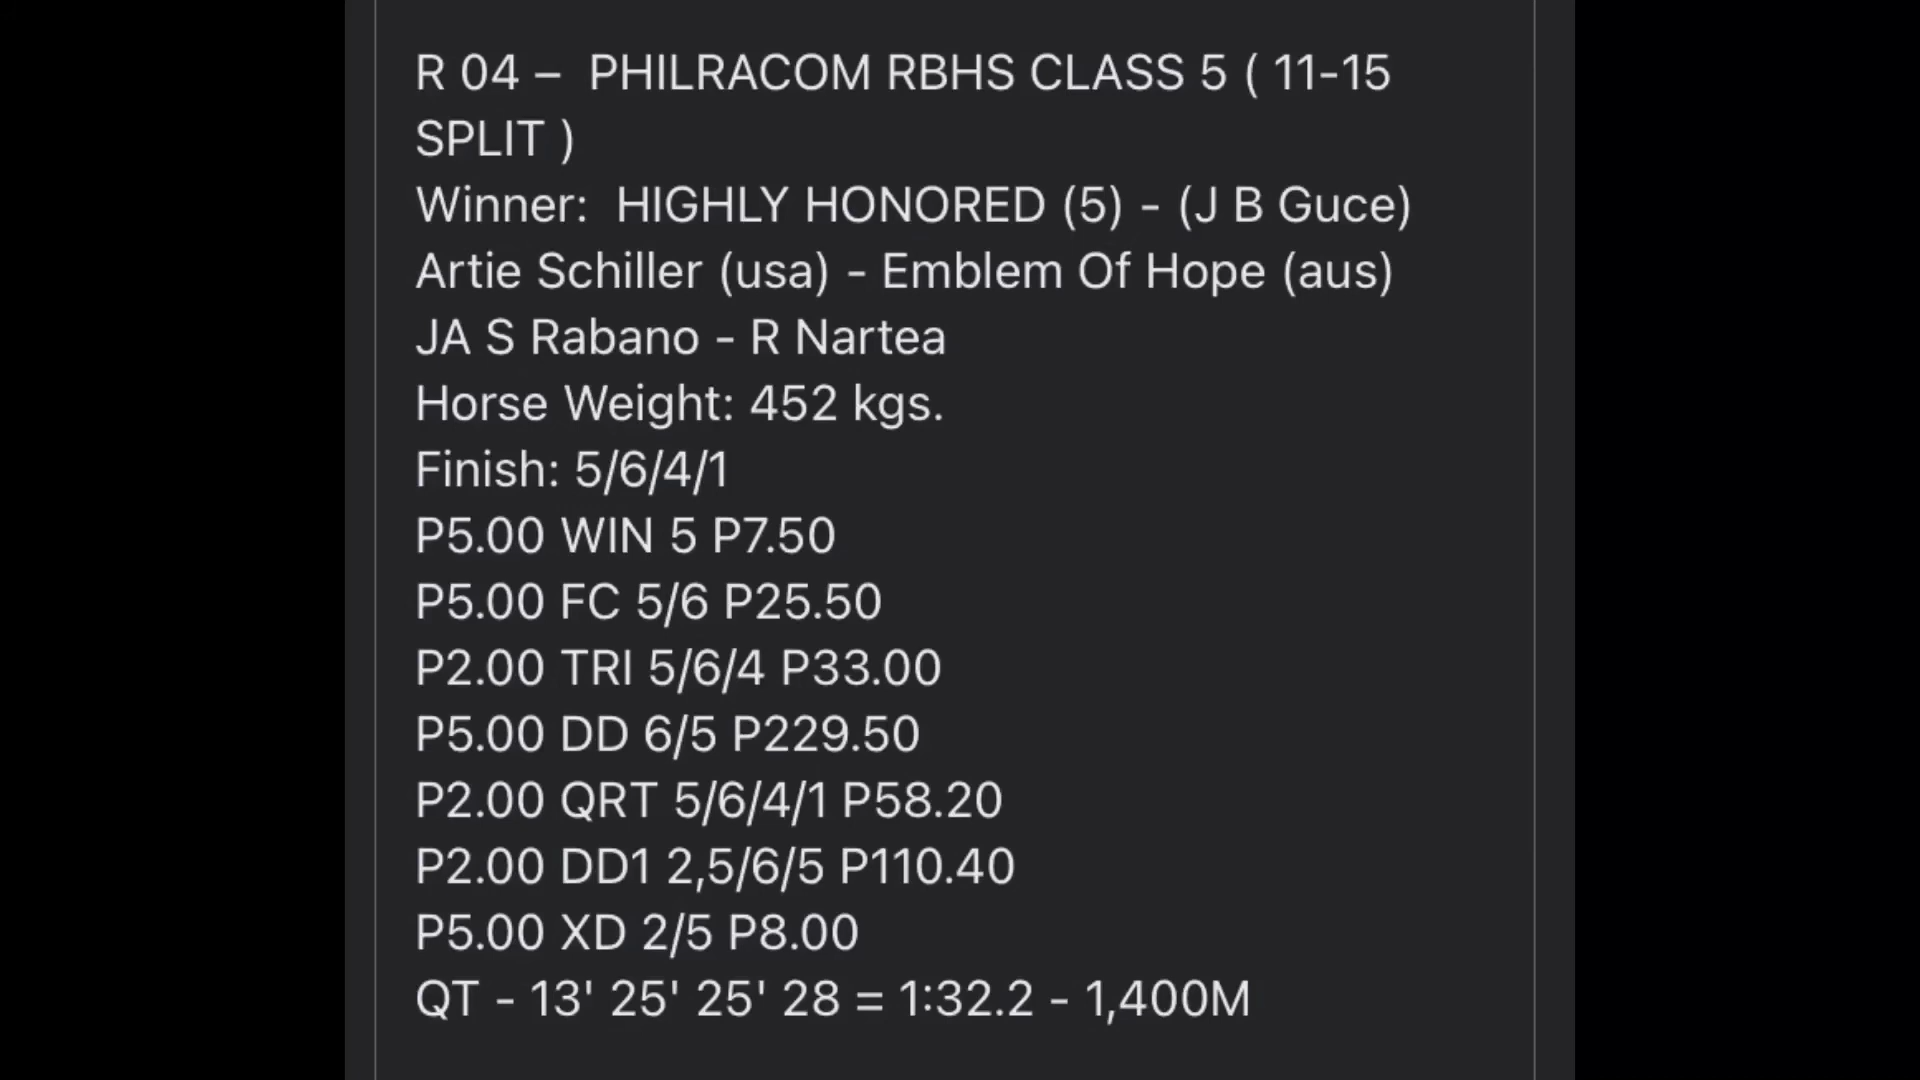 R 04 –  PHILRACOM RBHS CLASS 5 ( 11-15
SPLIT )
Winner:  HIGHLY HONORED (5) - (J B Guce)
Artie Schiller (usa) - Emblem Of Hope (aus)
JA S Rabano - R Nartea
Horse Weight: 452 kgs.
Finish: 5/6/4/1
P5.00 WIN 5 P7.50
P5.00 FC 5/6 P25.50
P2.00 TRI 5/6/4 P33.00
P5.00 DD 6/5 P229.50
P2.00 QRT 5/6/4/1 P58.20
P2.00 DD1 2,5/6/5 P110.40
P5.00 XD 2/5 P8.00
QT - 13' 25' 25' 28 = 1:32.2 - 1,400M